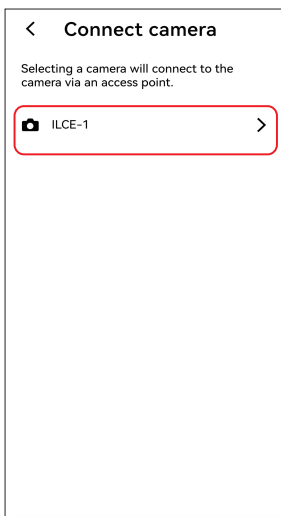 Connect camera
Selecting a camera will connect to the
camera via an access point.
ILCE-1